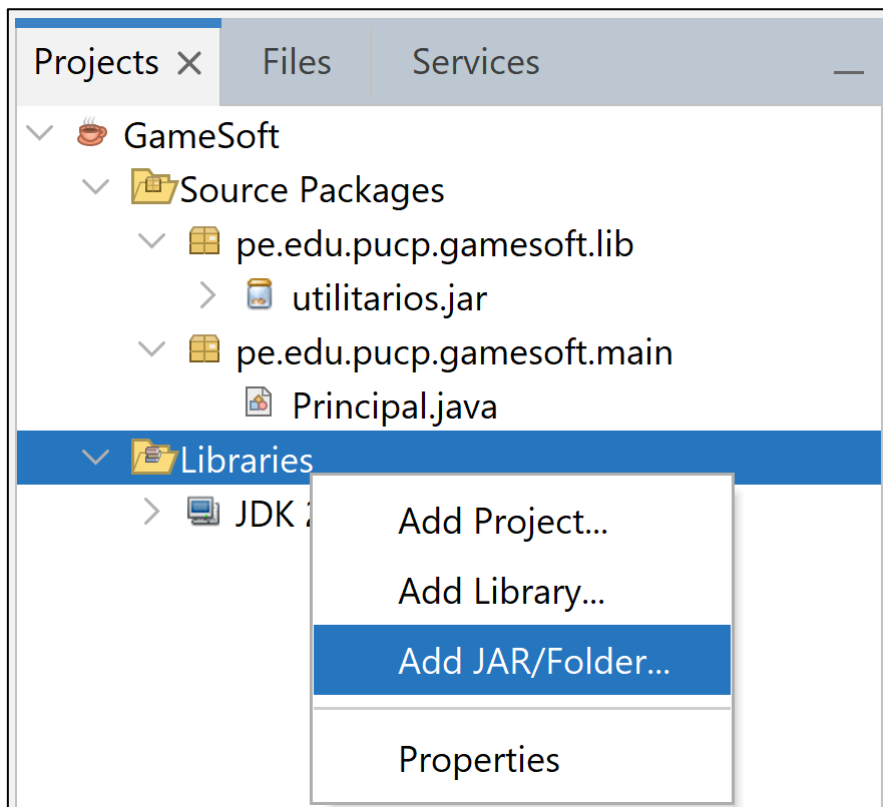 Projects Files Services
GameSoft
Source Packages
pe.edu.pucp.gamesoft.lib
utilitarios.jar
pe.edu.pucp.gamesoft.main
Principal.java
Libraries
JDK
Add Project...
Add Library...
Add JAR/Folder...
Properties